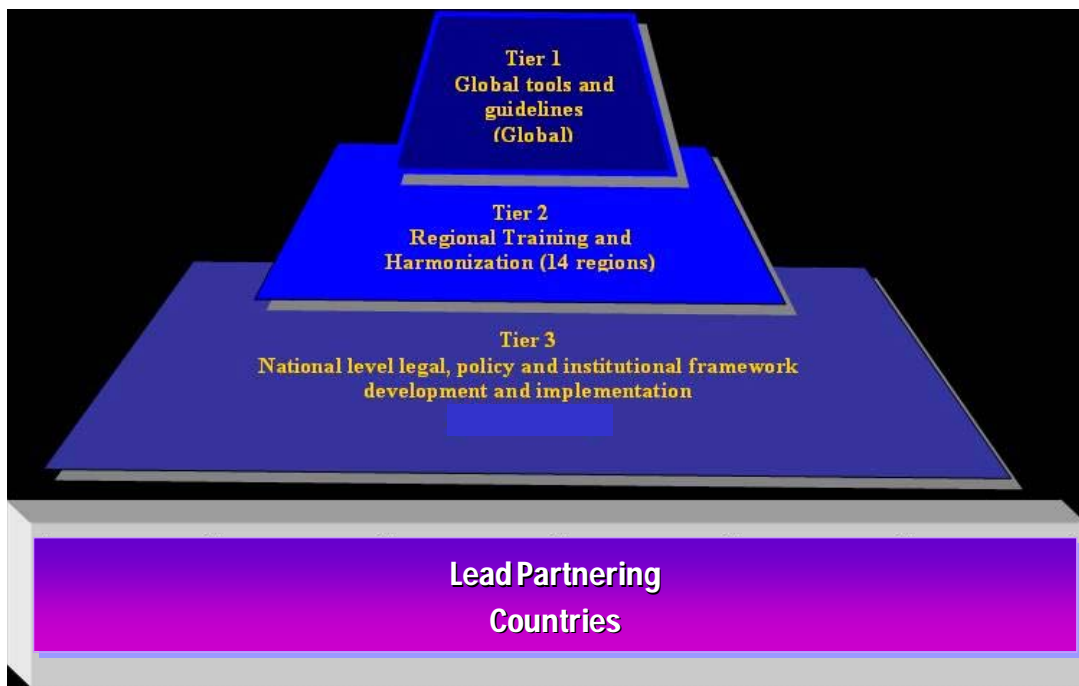 Tier 1
Global tools and
guidelines
(Global)
Tier 2
Regional Training and
Harmonization (14 regions)
Tier 3
National level legal, policy and institutional framework
development and implementation
Lead Partnering
Countries